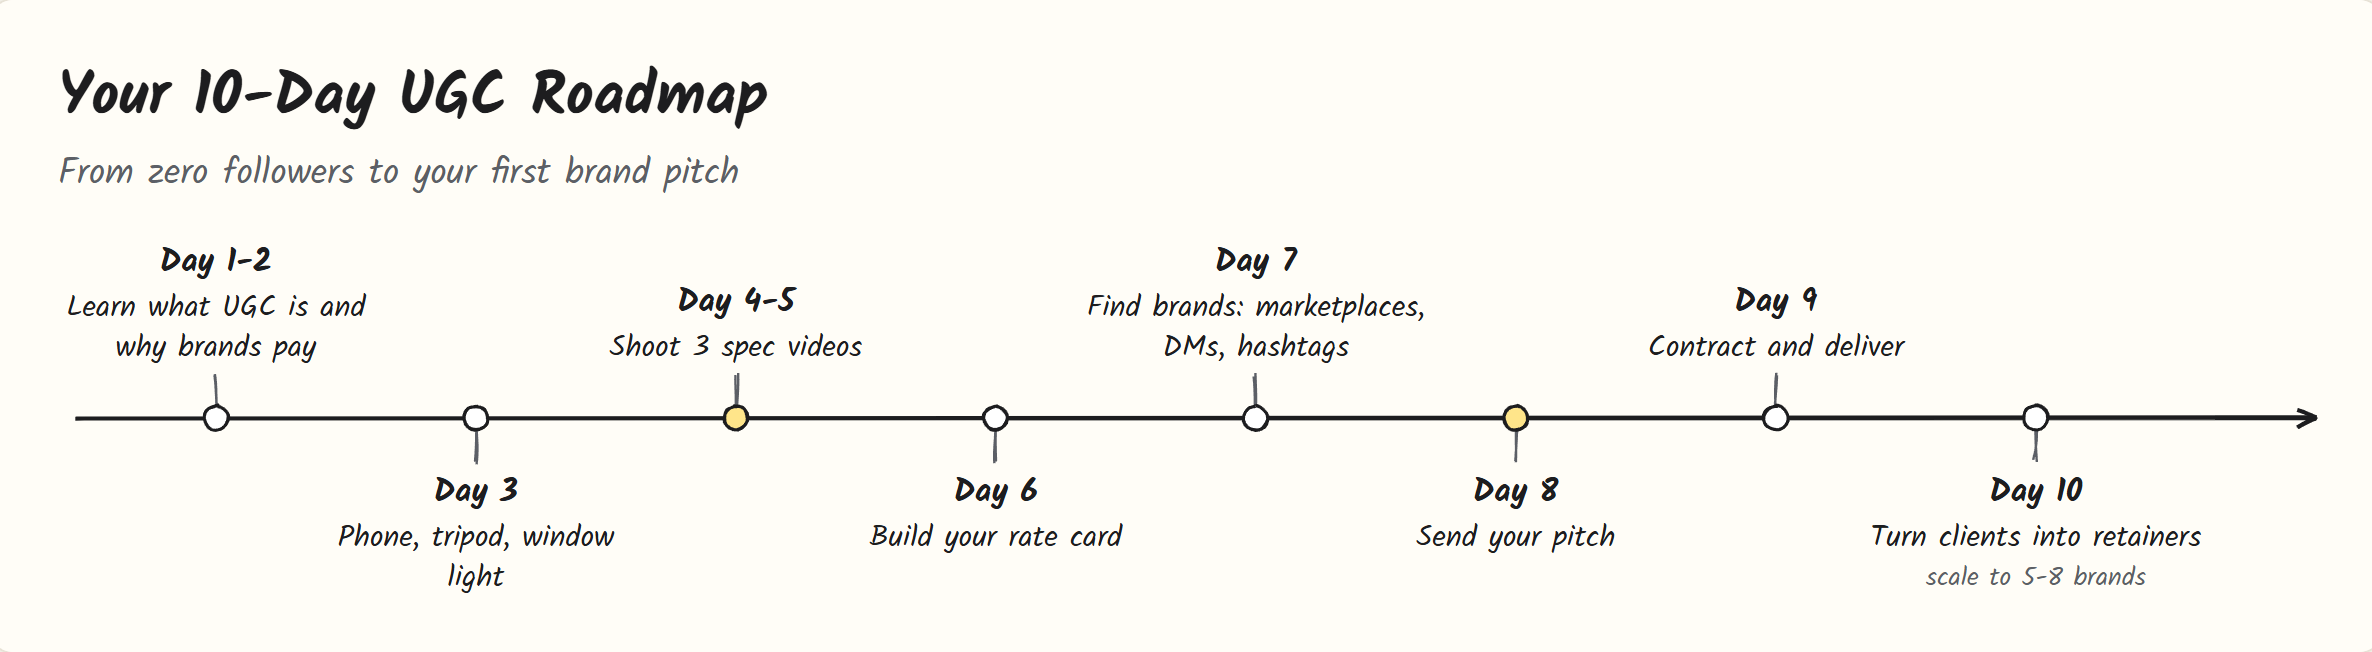 Your 10-Day UGC Roadmap
From zero followers to your first brand pitch
Day 1-2
Learn what UGC is and
why brands pay
Day 3
Phone, tripod, window
light
Day 4-5
Shoot 3 spec videos
Day 6
Build your rate card
Day 7
Find brands: marketplaces,
DMs, hashtags
Day 8
Send your pitch
Day 9
Contract and deliver
Day 10
Turn clients into retainers
scale to 5-8 brands